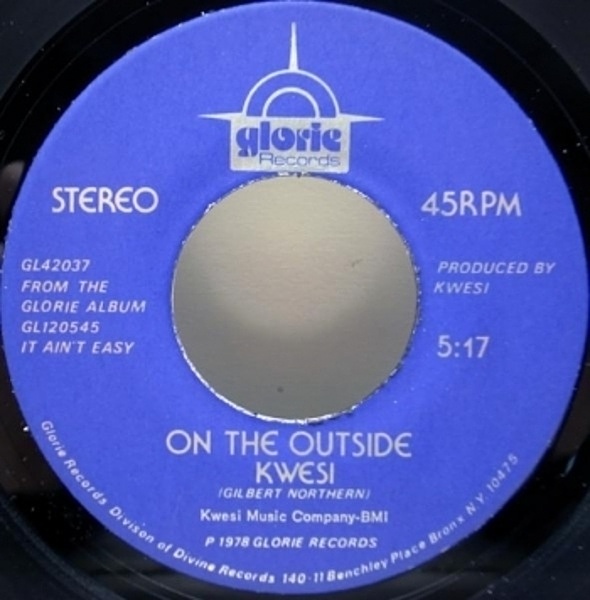 glorie
Records
STEREO
45RPM
GL42037
FROM THE
GLORIE ALBUM
GL120545
IT AIN'T EASY
PRODUCED BY
KWESI
5:17
ON THE OUTSIDE
KWESI
(GILBERT NORTHERN)
Kwesi Music Company-BMI
P 1978 GLORIE RECORDS
Glorie Records Divison of Divine Records 140-11 Benchley Place Bronx N.Y. 10475